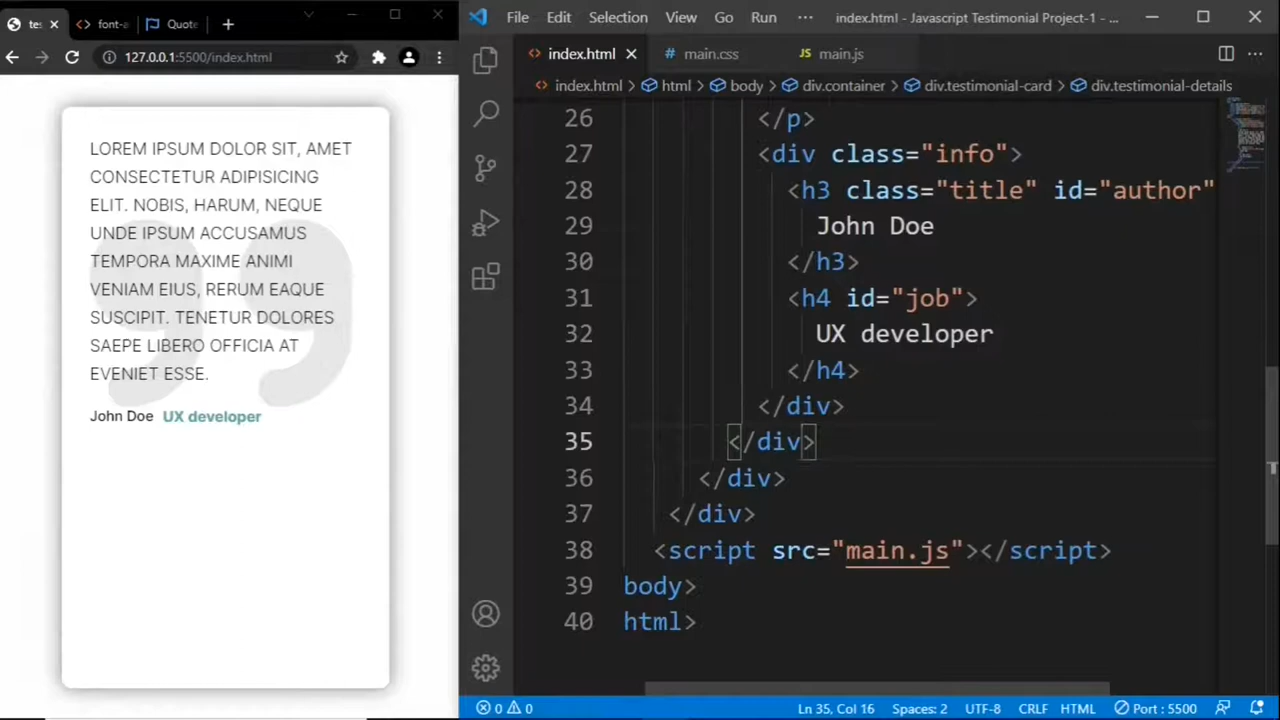 te:
font-a
Quote
127.0.0.1:5500/index.html
LOREM IPSUM DOLOR SIT, AMET
CONSECTETUR ADIPISICING
ELIT. NOBIS, HARUM, NEQUE
UNDE IPSUM ACCUSAMUS
TEMPORA MAXIME ANIMI
VENIAM EIUS, RERUM EAQUE
SUSCIPIT. TENETUR DOLORES
SAEPE LIBERO OFFICIA AT
EVENIET ESSE.
John Doe UX developer
File Edit Selection View Go Run ··· index.html - Javascript Testimonial Project-1 - ...
index.html # main.css JS main.js
index.html > html > body > div.container > div.testimonial-card > div.testimonial-details
26 </p>
27 <div class="info">
28 <h3 class="title" id="author"
29 John Doe
30 </h3>
31 <h4 id="job">
32 UX developer
33 </h4>
34 </div>
35 </div>
36 </div>
37 </div>
38 <script src="main.js"></script>
39 body>
40 html>
0 0 Ln 35, Col 16 Spaces: 2 UTF-8 CRLF HTML Port : 5500